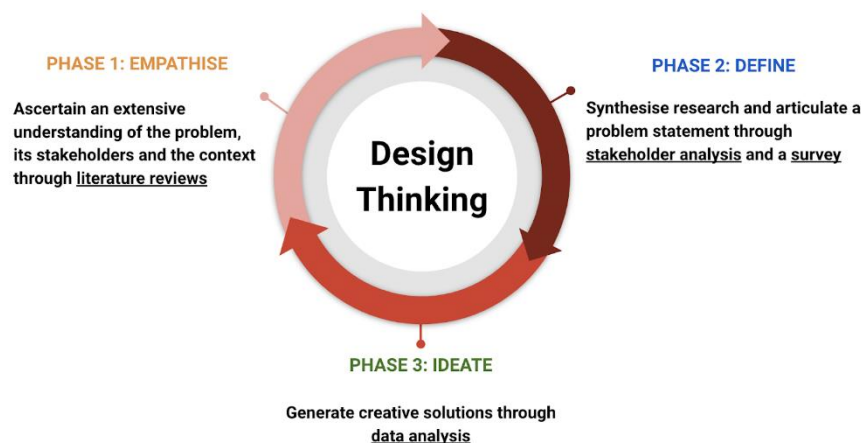 PHASE 1: EMPATHISE
Ascertain an extensive
understanding of the problem,
its stakeholders and the context
through literature reviews
Design
Thinking
PHASE 2: DEFINE
Synthesise research and articulate a
problem statement through
stakeholder analysis and a survey
PHASE 3: IDEATE
Generate creative solutions through
data analysis